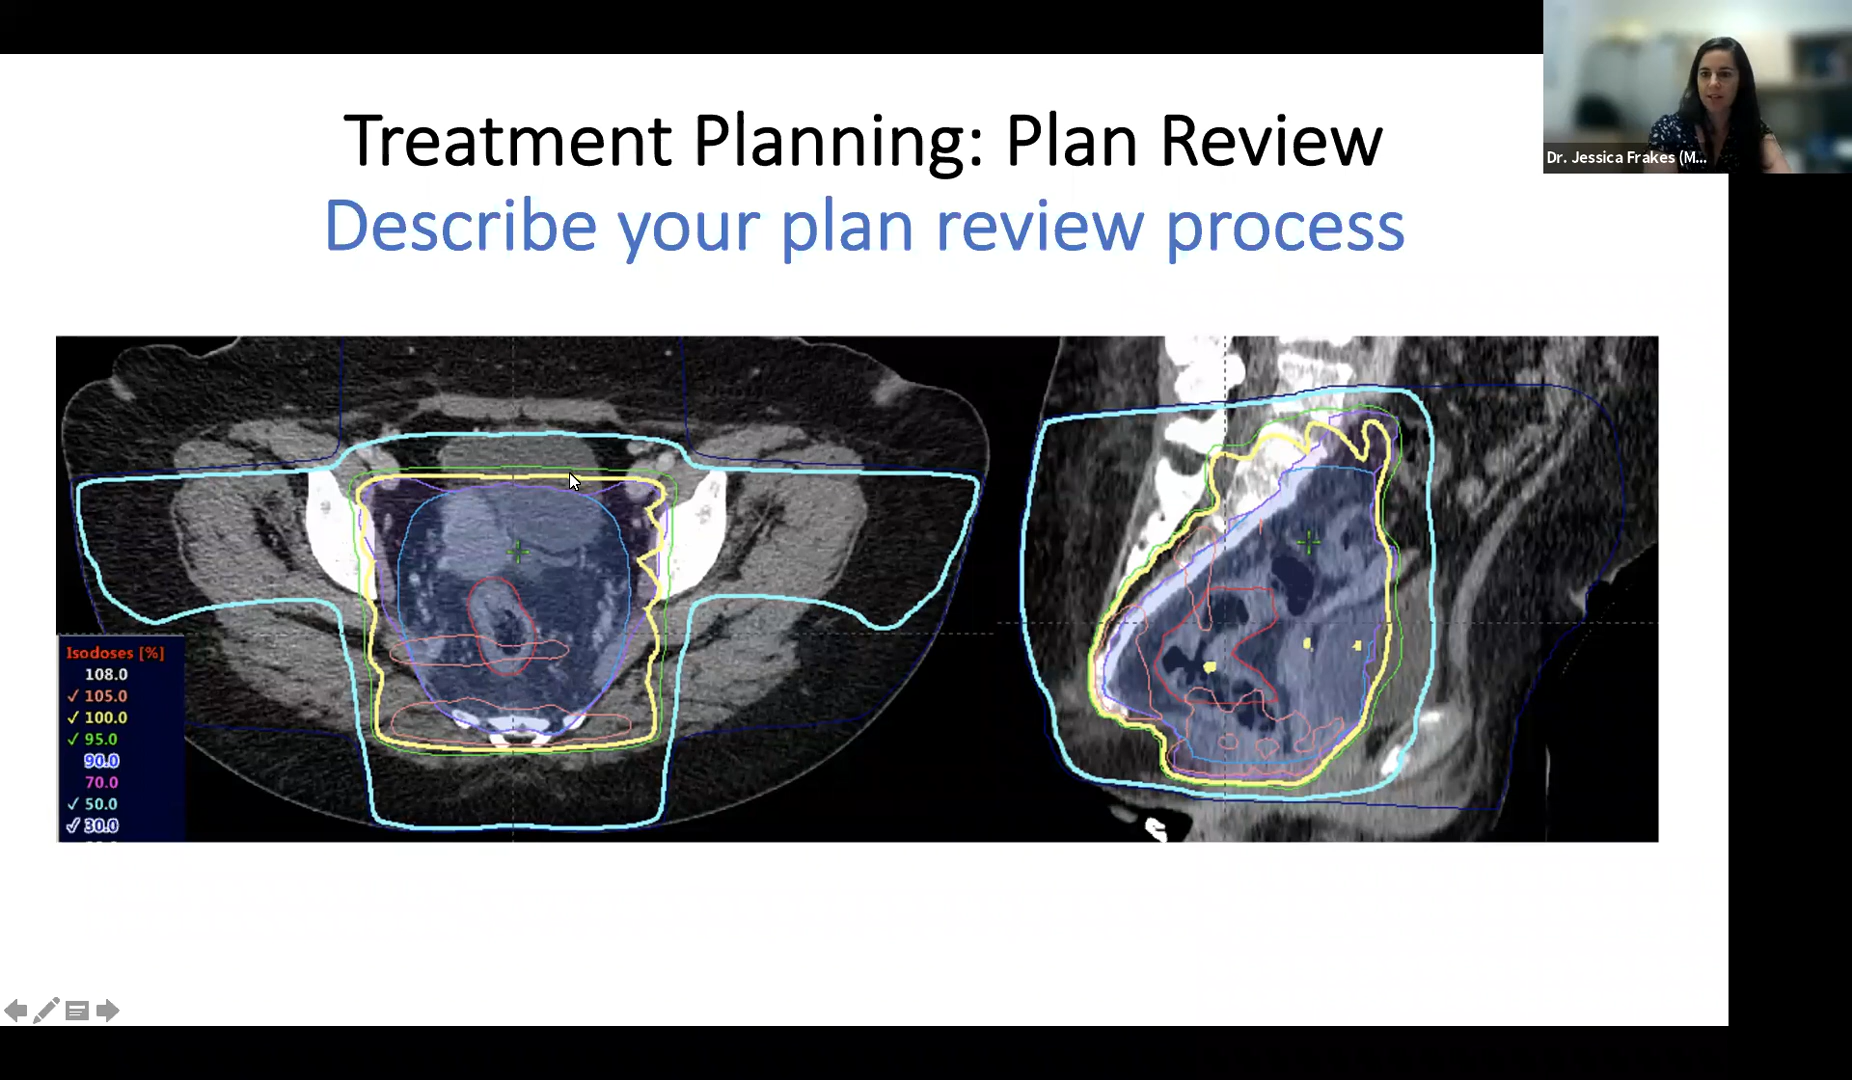 Treatment Planning: Plan Review
Describe your plan review process
Dr. Jessica Frakes (M...
Isodoses [%]
108.0
✓ 105.0
✓ 100.0
✓ 95.0
90.0
70.0
✓ 50.0
✓ 30.0